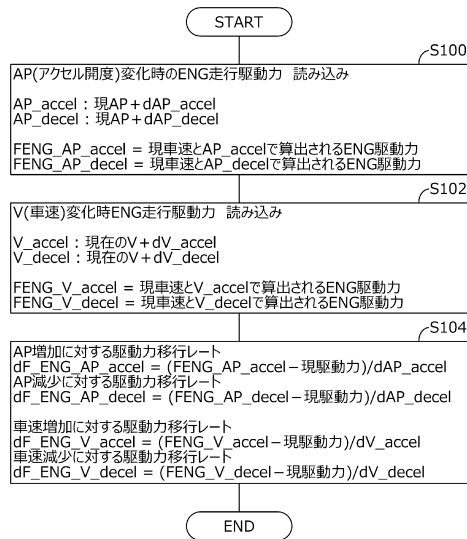 START
S100
AP(アクセル開度)変化時のENG走行駆動力 読み込み
AP_accel : 現AP+dAP_accel
AP_decel : 現AP+dAP_decel
FENG_AP_accel = 現車速とAP_accelで算出されるENG駆動力
FENG_AP_decel = 現車速とAP_decelで算出されるENG駆動力
S102
V(車速)変化時ENG走行駆動力 読み込み
V_accel : 現在のV+dV_accel
V_decel : 現在のV+dV_decel
FENG_V_accel = 現車速とV_accelで算出されるENG駆動力
FENG_V_decel = 現車速とV_decelで算出されるENG駆動力
S104
AP増加に対する駆動力移行レート
dF_ENG_AP_accel = (FENG_AP_accel-現駆動力)/dAP_accel
AP減少に対する駆動力移行レート
dF_ENG_AP_decel = (FENG_AP_decel-現駆動力)/dAP_decel
車速増加に対する駆動力移行レート
dF_ENG_V_accel = (FENG_V_accel-現駆動力)/dV_accel
車速減少に対する駆動力移行レート
dF_ENG_V_decel = (FENG_V_decel-現駆動力)/dV_decel
END